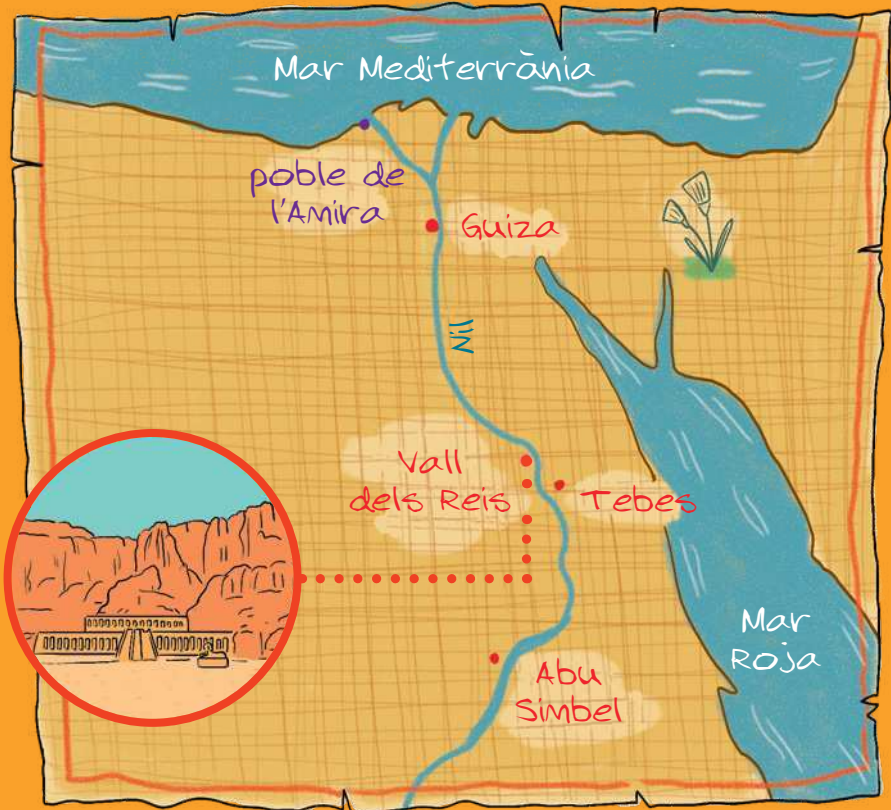 Mar Mediterrània
poble de
l'Amira
Guiza
Nil
Vall
dels Reis
Tebes
Mar
Roja
Abu
Simbel